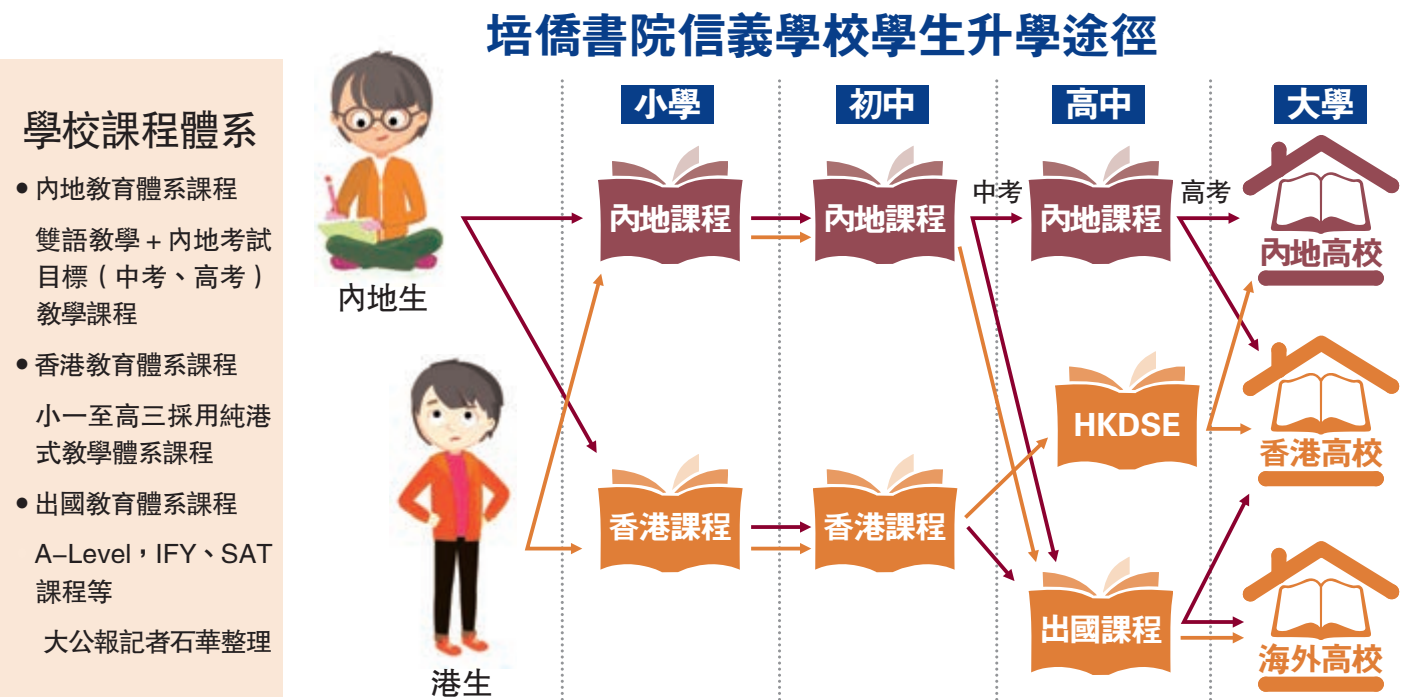 培僑書院信義學校學生升學途徑
學校課程體系
•內地教育體系課程
雙語教學+內地考試
目標(中考、高考)
教學課程
•香港教育體系課程
小一至高三採用純港
式教學體系課程
•出國教育體系課程
A–Level，IFY、SAT
課程等
大公報記者石華整理
內地生
港生
小學
初中
高中
大學
內地課程
內地課程
中考
內地課程
高考
內地高校
HKDSE
香港高校
香港課程
香港課程
出國課程
海外高校